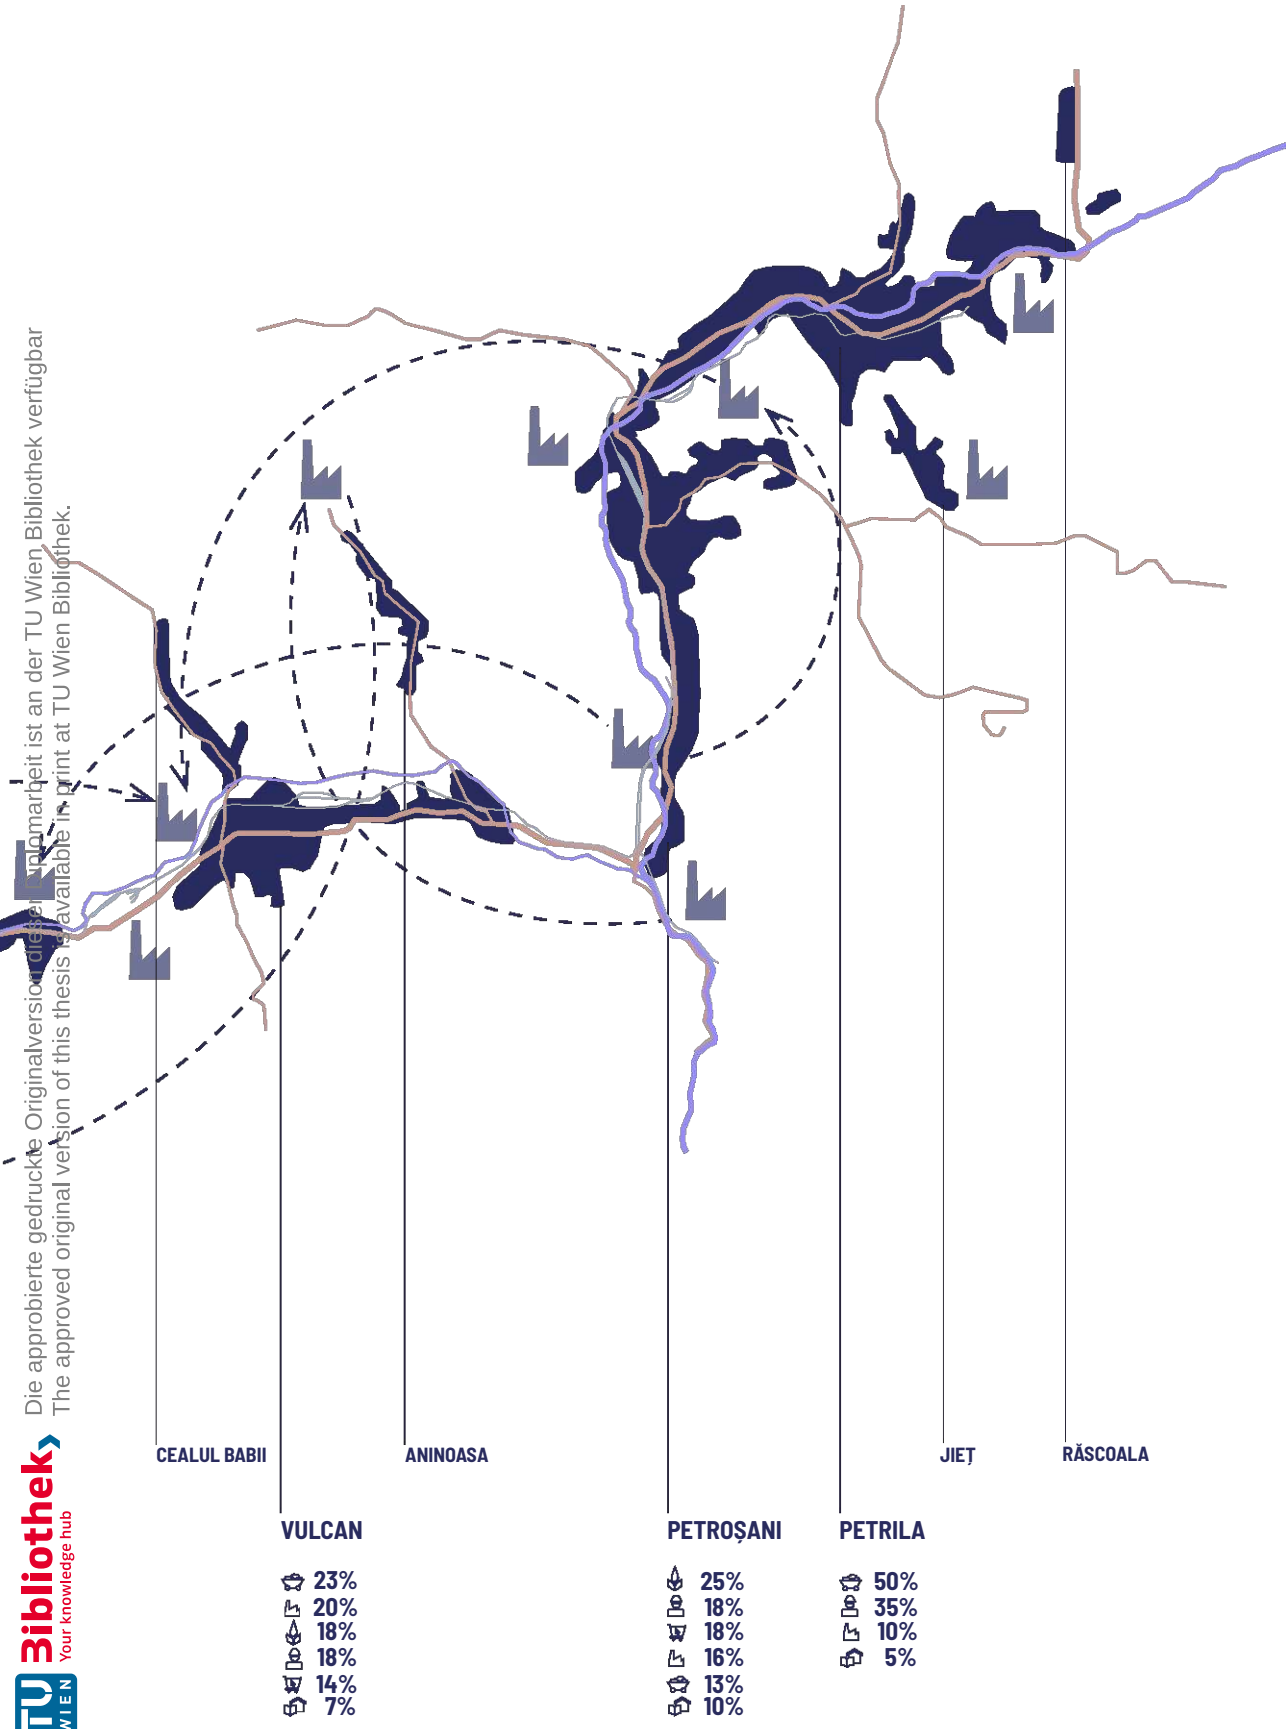 Die approbierte gedruckte Originalversion dieser Diplomarbeit ist an der TU Wien Bibliothek verfügbar
The approved original version of this thesis is available in print at TU Wien Bibliothek.
CEALUL BABII
ANINOASA
JIEȚ
RĂSCOALA
VULCAN
23%
20%
18%
18%
14%
7%
PETROȘANI
25%
18%
18%
16%
13%
10%
PETRILA
50%
35%
10%
5%
Bibliothek
Your knowledge hub
TU
WIEN